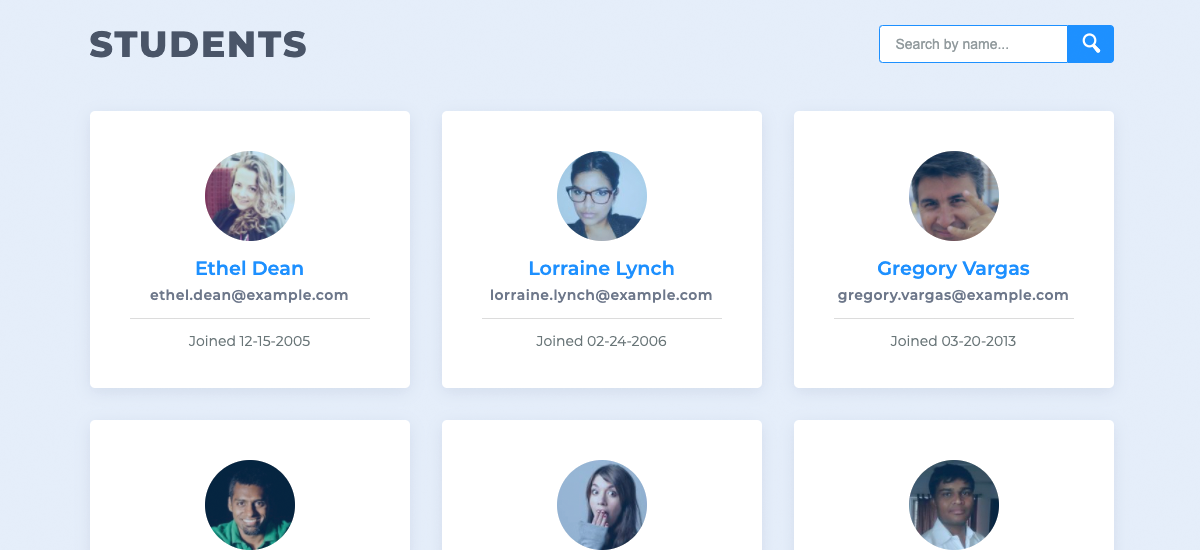 STUDENTS
Search by name...
Ethel Dean
ethel.dean@example.com
Joined 12-15-2005
Lorraine Lynch
lorraine.lynch@example.com
Joined 02-24-2006
Gregory Vargas
gregory.vargas@example.com
Joined 03-20-2013